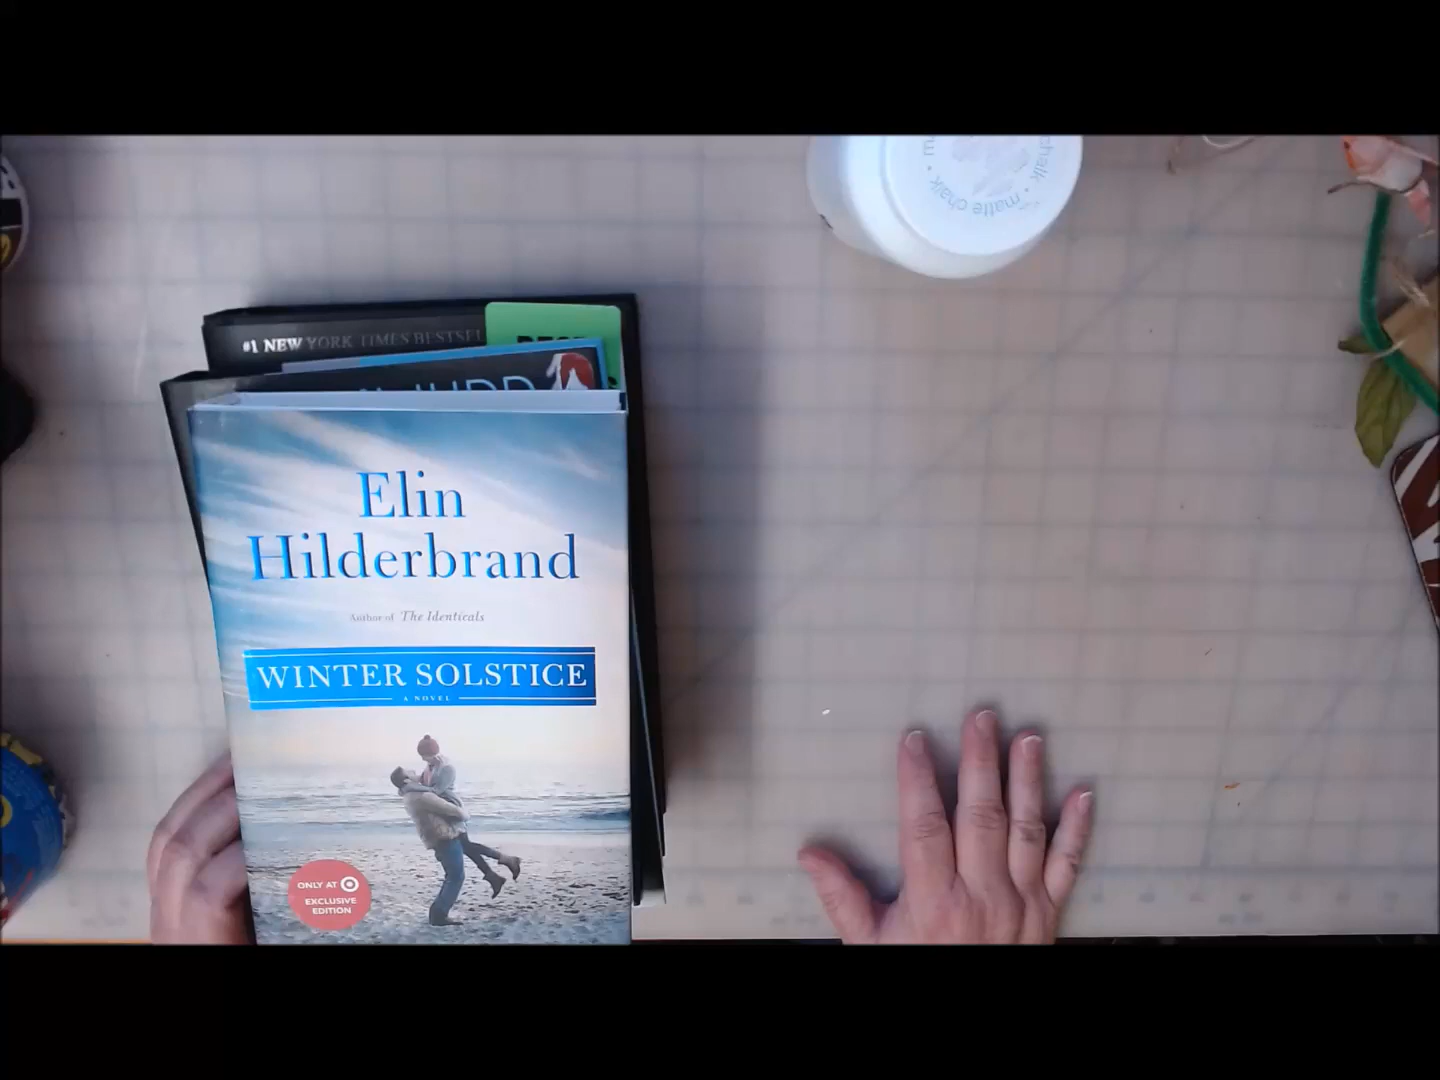 #1 NEW YORK TIMES
Elin
Hilderbrand
Author of The Identicals
WINTER SOLSTICE
A NOVEL
ONLY AT
EXCLUSIVE
EDITION
chalk • matte chalk •